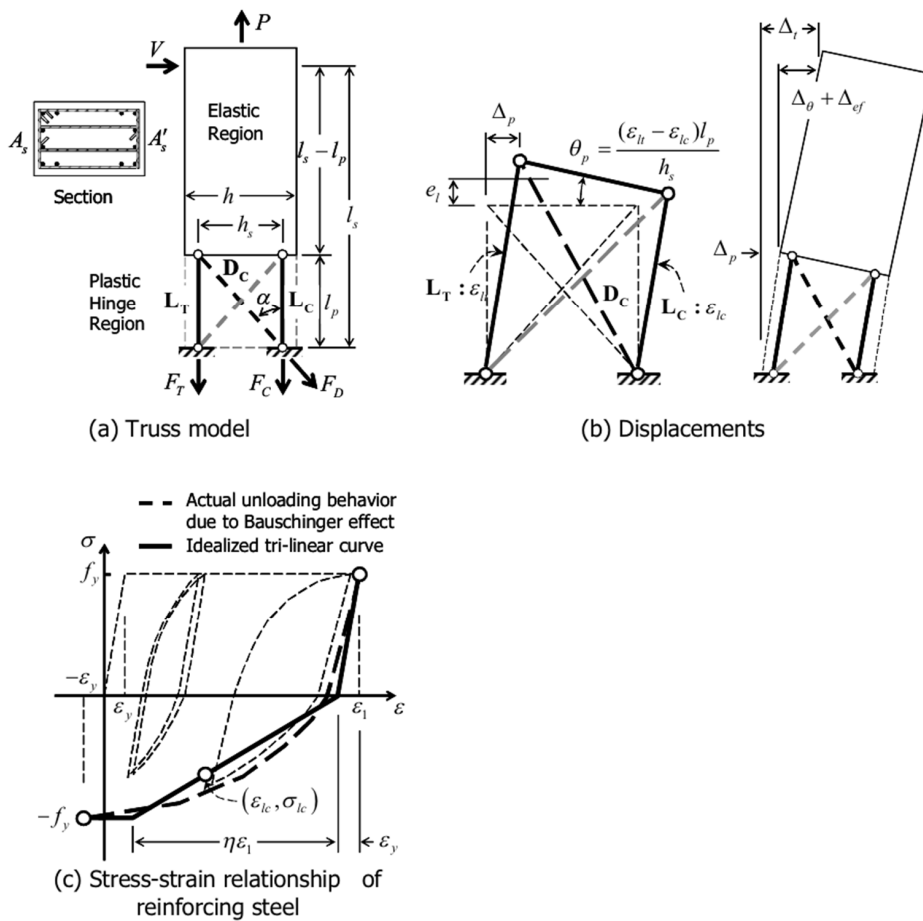 P
V
Elastic
Region
A_s
A'_s
Section
l_s − l_p
h
h_s
l_s
D_C
Plastic
Hinge
Region
L_T
α
L_C
l_p
F_T
F_C
F_D
(a) Truss model
Δ_t
Δ_p
θ_p = (ε_lt − ε_lc) l_p / h_s
Δ_θ + Δ_ef
e_l
Δ_p
L_T : ε_lt
D_C
L_C : ε_lc
(b) Displacements
Actual unloading behavior
due to Bauschinger effect
Idealized tri-linear curve
σ
f_y
−ε_y
ε_y
ε_1
ε
(ε_lc, σ_lc)
−f_y
ηε_1
ε_y
(c) Stress-strain relationship of
reinforcing steel